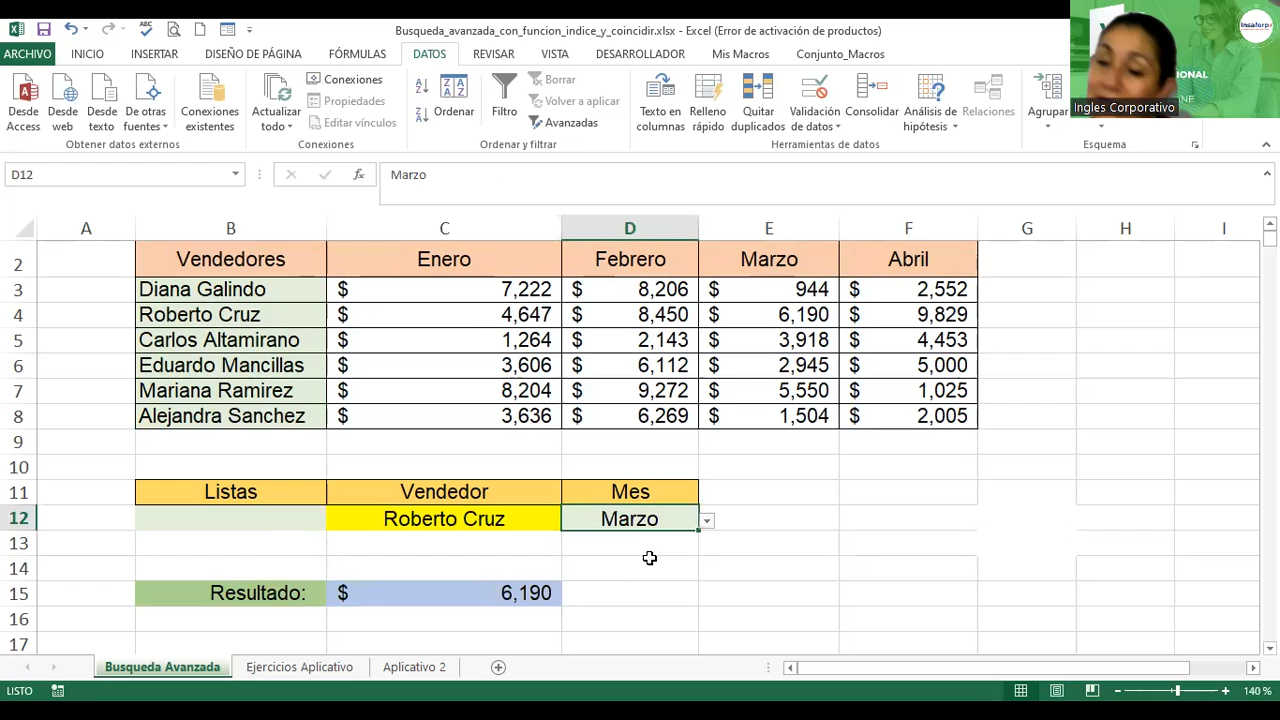 Busqueda_avanzada_con_funcion_indice_y_coincidir.xlsx - Excel (Error de activación de productos)
ARCHIVO INICIO INSERTAR DISEÑO DE PÁGINA FÓRMULAS DATOS REVISAR VISTA DESARROLLADOR Mis Macros Conjunto_Macros
Desde Access
Desde web
Desde texto
De otras fuentes
Conexiones existentes
Actualizar todo
Conexiones
Propiedades
Editar vínculos
Ordenar
Filtro
Borrar
Volver a aplicar
Avanzadas
Texto en columnas
Relleno rápido
Quitar duplicados
Validación de datos
Consolidar
Análisis de hipótesis
Relaciones
Agrupar
Obtener datos externos Conexiones Ordenar y filtrar Herramientas de datos Esquema
Insaforp
IONAL
NE
Ingles Corporativo
D12 fx Marzo
A B C D E F G H I
2 Vendedores Enero Febrero Marzo Abril
3 Diana Galindo $ 7,222 $ 8,206 $ 944 $ 2,552
4 Roberto Cruz $ 4,647 $ 8,450 $ 6,190 $ 9,829
5 Carlos Altamirano $ 1,264 $ 2,143 $ 3,918 $ 4,453
6 Eduardo Mancillas $ 3,606 $ 6,112 $ 2,945 $ 5,000
7 Mariana Ramirez $ 8,204 $ 9,272 $ 5,550 $ 1,025
8 Alejandra Sanchez $ 3,636 $ 6,269 $ 1,504 $ 2,005
9
10
11 Listas Vendedor Mes
12 Roberto Cruz Marzo
13
14
15 Resultado: $ 6,190
16
17
Busqueda Avanzada Ejercicios Aplicativo Aplicativo 2
LISTO 140 %